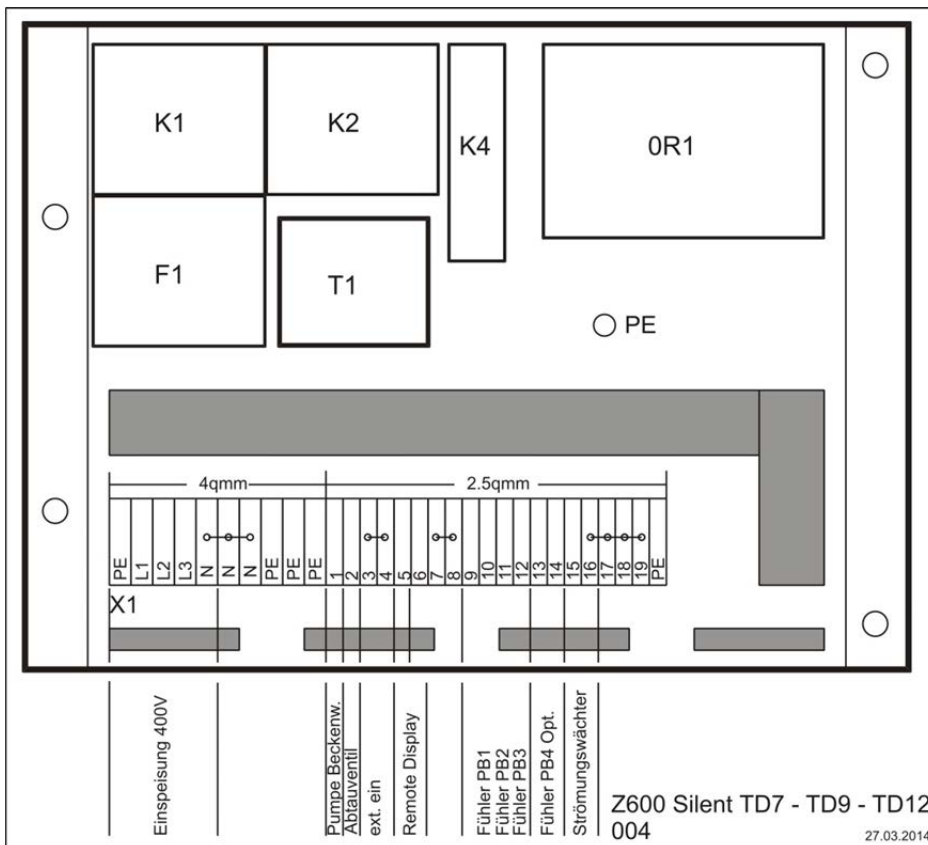 K1
K2
K4
0R1
F1
T1
PE
4qmm
2.5qmm
PE L1 L2 L3 N N N PE PE PE 1 2 3 4 5 6 7 8 9 10 11 12 13 14 15 16 17 18 19 PE
X1
Einspeisung 400V
Pumpe Beckenw.
Abtauventil
ext. ein
Remote Display
Fühler PB1
Fühler PB2
Fühler PB3
Fühler PB4 Opt.
Strömungswächter
Z600 Silent TD7 - TD9 - TD12
004
27.03.2014